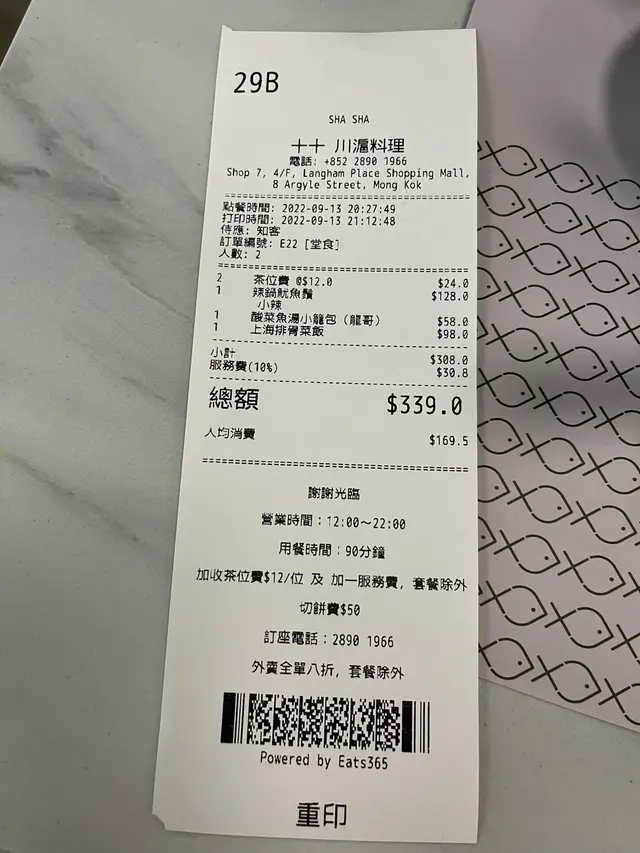 29B
SHA SHA
十十 川滬料理
電話: +852 2890 1966
Shop 7, 4/F, Langham Place Shopping Mall,
8 Argyle Street, Mong Kok
點餐時間: 2022-09-13 20:27:49
打印時間: 2022-09-13 21:12:48
侍應: 知客
訂單編號: E22 [堂食]
人數: 2
2 茶位費 @$12.0 $24.0
1 辣鍋魷魚鬚 $128.0
小辣
1 酸菜魚湯小龍包 (龍哥) $58.0
1 上海排骨菜飯 $98.0
小計 $308.0
服務費(10%) $30.8
總額 $339.0
人均消費 $169.5
謝謝光臨
營業時間：12:00～22:00
用餐時間：90分鐘
加收茶位費$12/位 及 加一服務費, 套餐除外
切餅費$50
訂座電話：2890 1966
外賣全單八折, 套餐除外
Powered by Eats365
重印